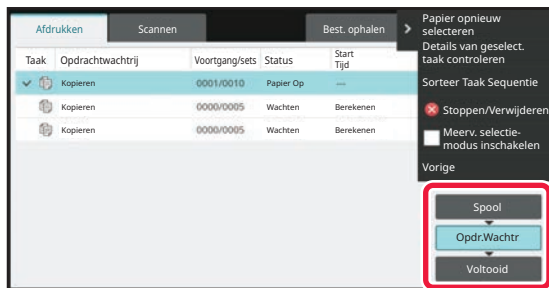 Afdrukken
Scannen
Best. ophalen
Taak Opdrachtwachtrij Voortgang/sets Status Start
Tijd
Kopieren 0001/0010 Papier Op ---
Kopieren 0000/0005 Wachten Berekenen
Kopieren 0000/0005 Wachten Berekenen
Papier opnieuw
selecteren
Details van geselect.
taak controleren
Sorteer Taak Sequentie
Stoppen/Verwijderen
Meerv. selectie-
modus inschakelen
Vorige
Spool
Opdr.Wachtr
Voltooid